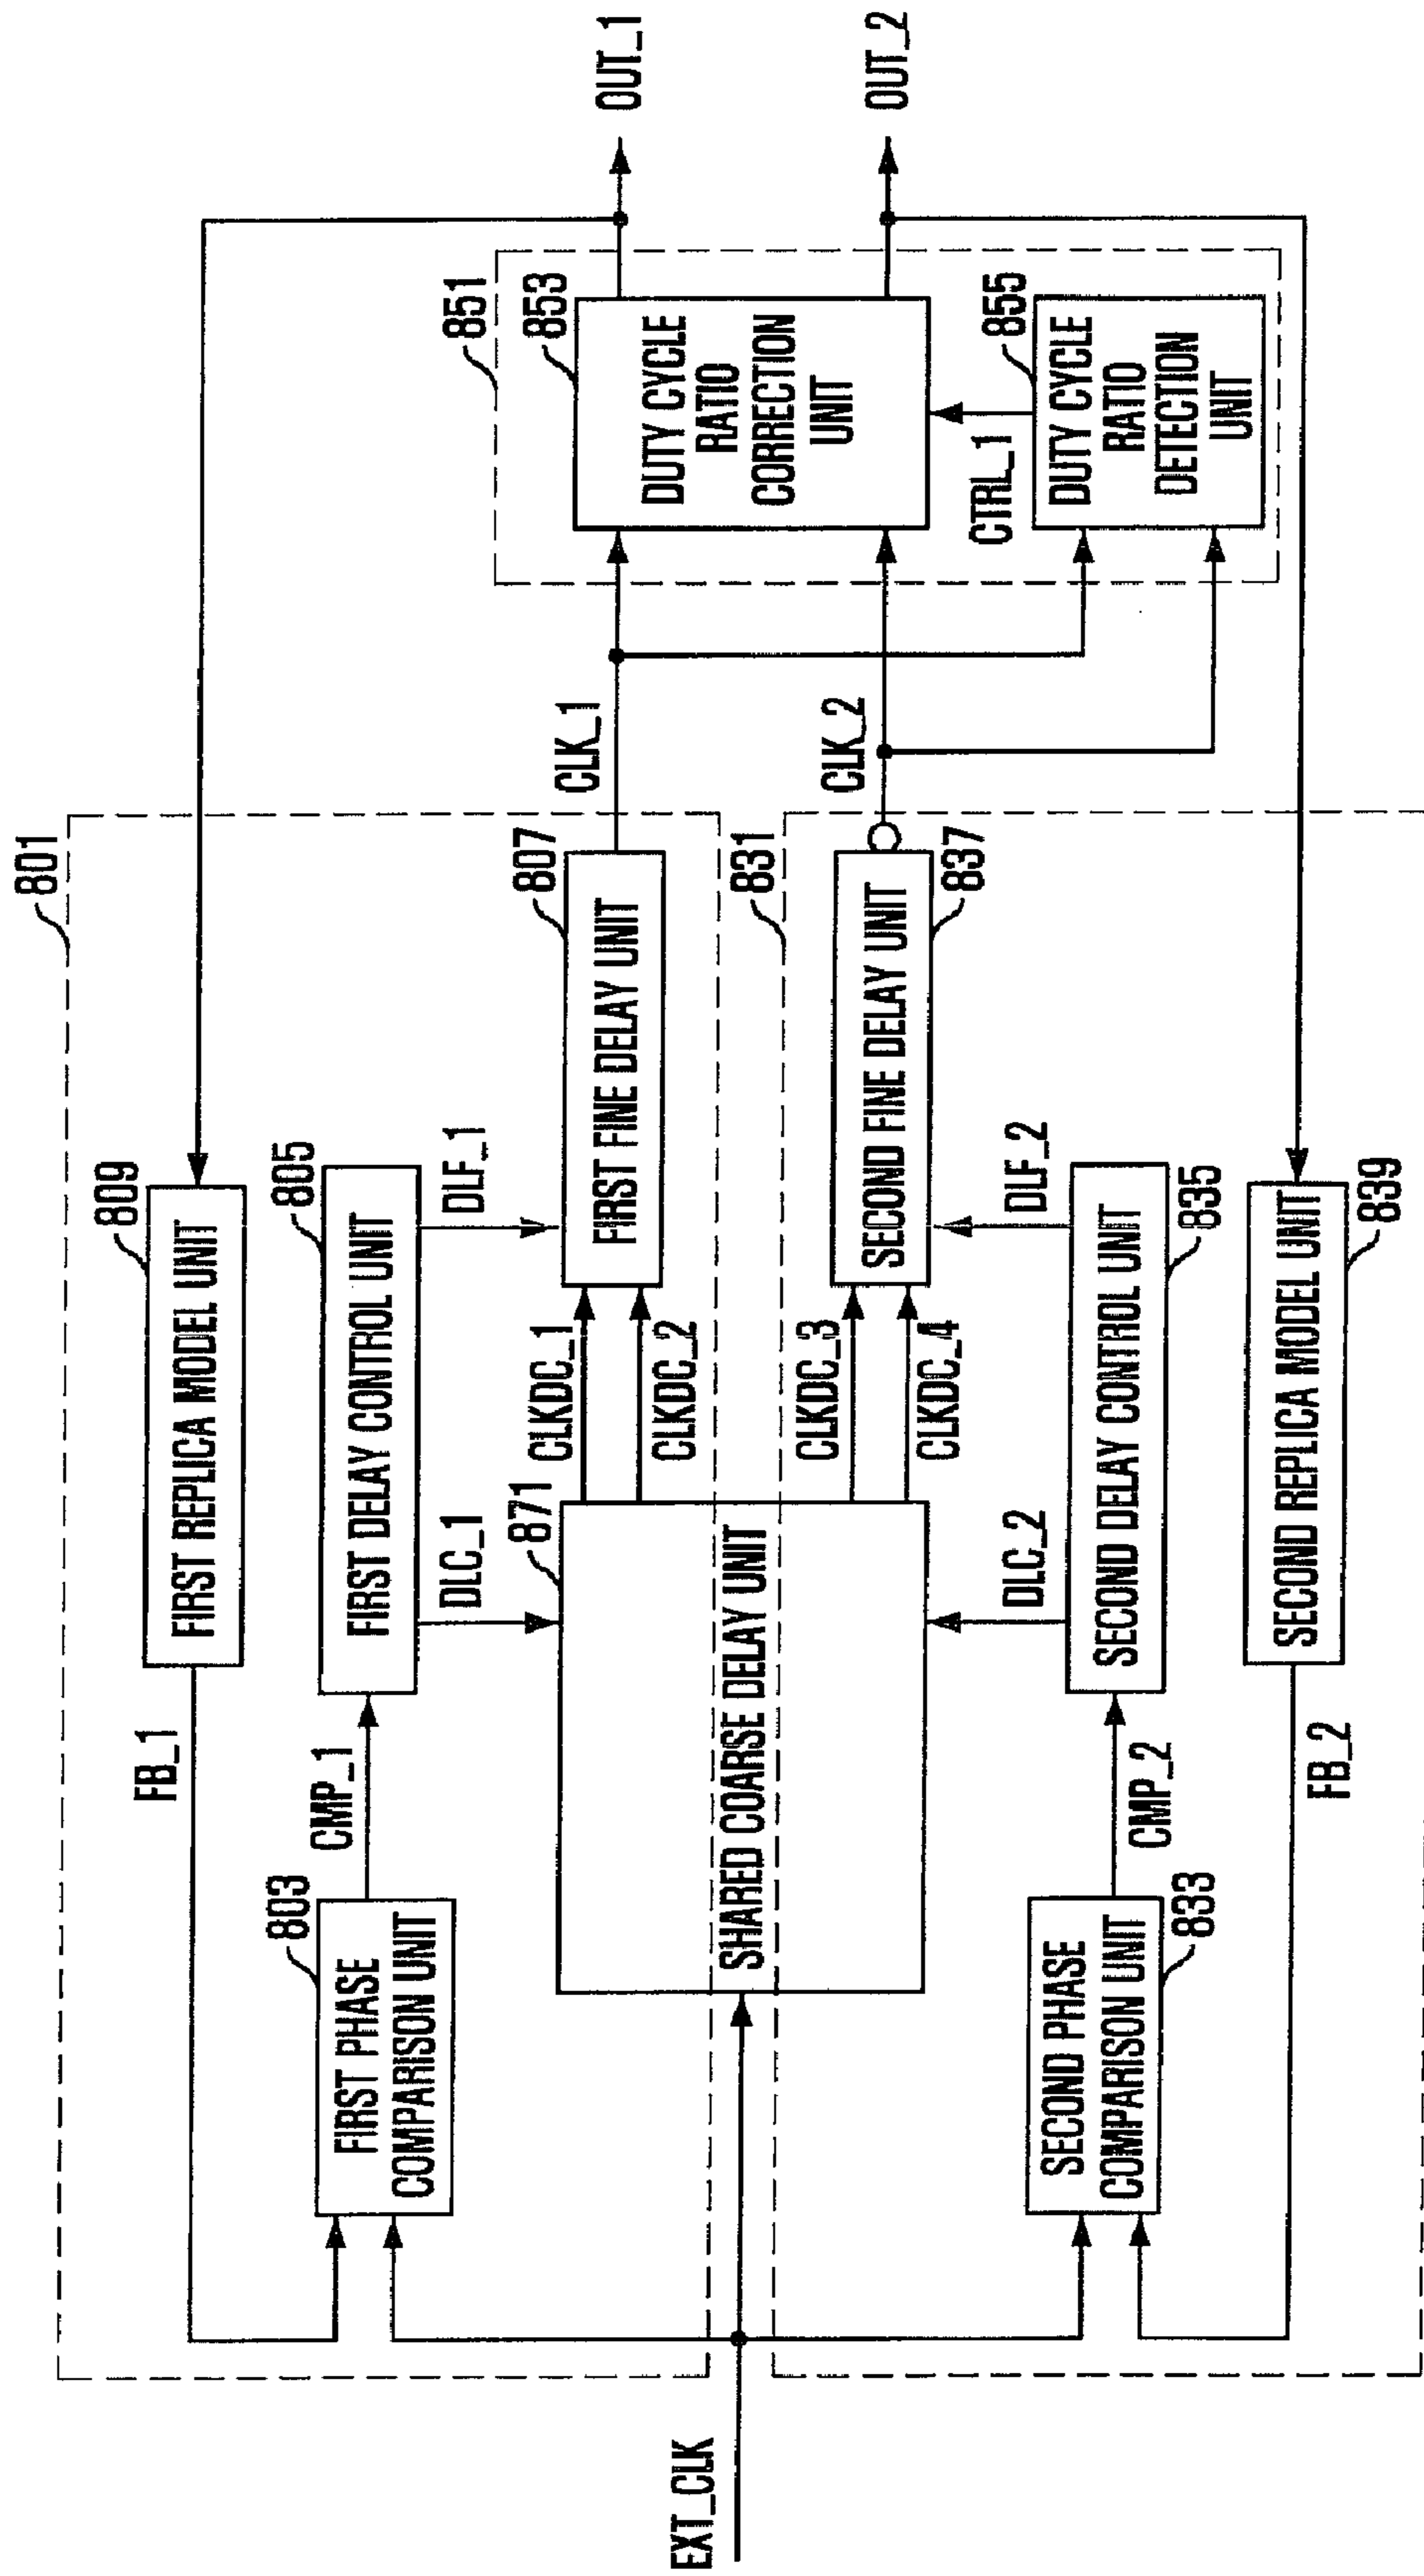 801
809
FIRST REPLICA MODEL UNIT
FB_1
805
FIRST DELAY CONTROL UNIT
CMP_1
803
FIRST PHASE
COMPARISON UNIT
DLC_1
DLF_1
871
SHARED COARSE DELAY UNIT
CLKDC_1
CLKDC_2
807
FIRST FINE DELAY UNIT
CLK_1
EXT_CLK
831
CLKDC_3
CLKDC_4
SECOND FINE DELAY UNIT
837
CLK_2
DLC_2
DLF_2
SECOND PHASE
COMPARISON UNIT
833
CMP_2
SECOND DELAY CONTROL UNIT
835
SECOND REPLICA MODEL UNIT
839
FB_2
851
853
DUTY CYCLE
RATIO
CORRECTION
UNIT
CTRL_1
855
DUTY CYCLE
RATIO
DETECTION
UNIT
OUT_1
OUT_2